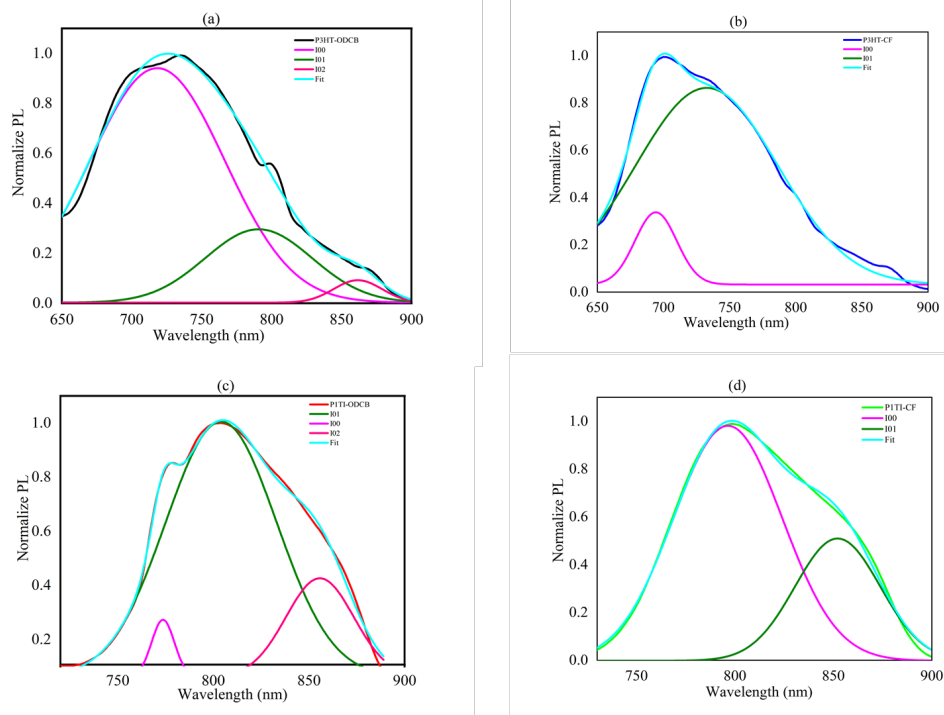 (a)
1.0
0.8
0.6
0.4
0.2
0.0
Normalize PL
P3HT-ODCB
I00
I01
I02
Fit
650 700 750 800 850 900
Wavelength (nm)
(b)
1.0
0.8
0.6
0.4
0.2
0.0
Normalize PL
P3HT-CF
I00
I01
Fit
650 700 750 800 850 900
Wavelength (nm)
(c)
1.0
0.8
0.6
0.4
0.2
Normalize PL
P1TI-ODCB
I01
I00
I02
Fit
750 800 850 900
Wavelength (nm)
(d)
1.0
0.8
0.6
0.4
0.2
0.0
Normalize PL
P1TI-CF
I00
I01
Fit
750 800 850 900
Wavelength (nm)